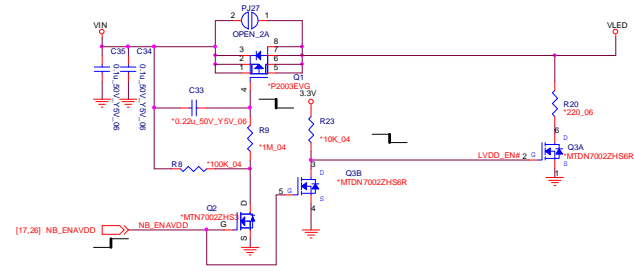 PJ27
2 1
OPEN_2A
VIN
VLED
C35
0.1u_50V_Y5V_06
C34
0.1u_50V_Y5V_06
3 8
2 7
1 6
5
4
Q1
*P2003EVG
C33
*0.22u_50V_Y5V_06
3.3V
R9
*1M_04
R23
*10K_04
R20
*220_06
R8 *100K_04
LVDD_EN#
2 G
6 D
Q3A
*MTDN7002ZHS6R
S
1
3 D
Q3B
*MTDN7002ZHS6R
5 G
S
4
Q2
*MTN7002ZHS3
D
G
S
[17,26] NB_ENAVDD
NB_ENAVDD